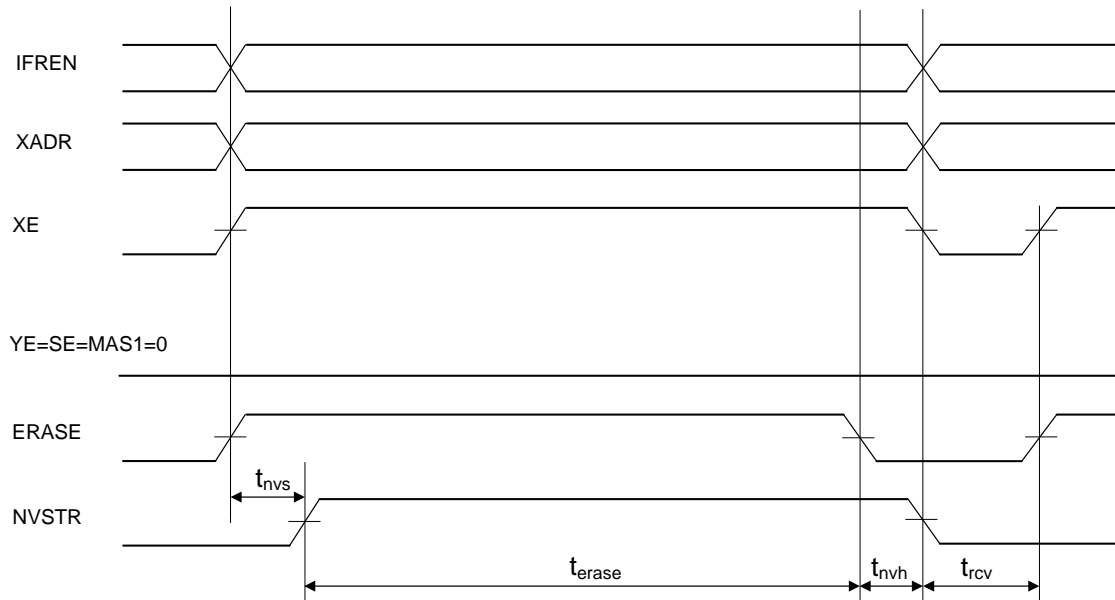 IFREN
XADR
XE
YE=SE=MAS1=0
ERASE
tnvs
NVSTR
terase
tnvh
trcv